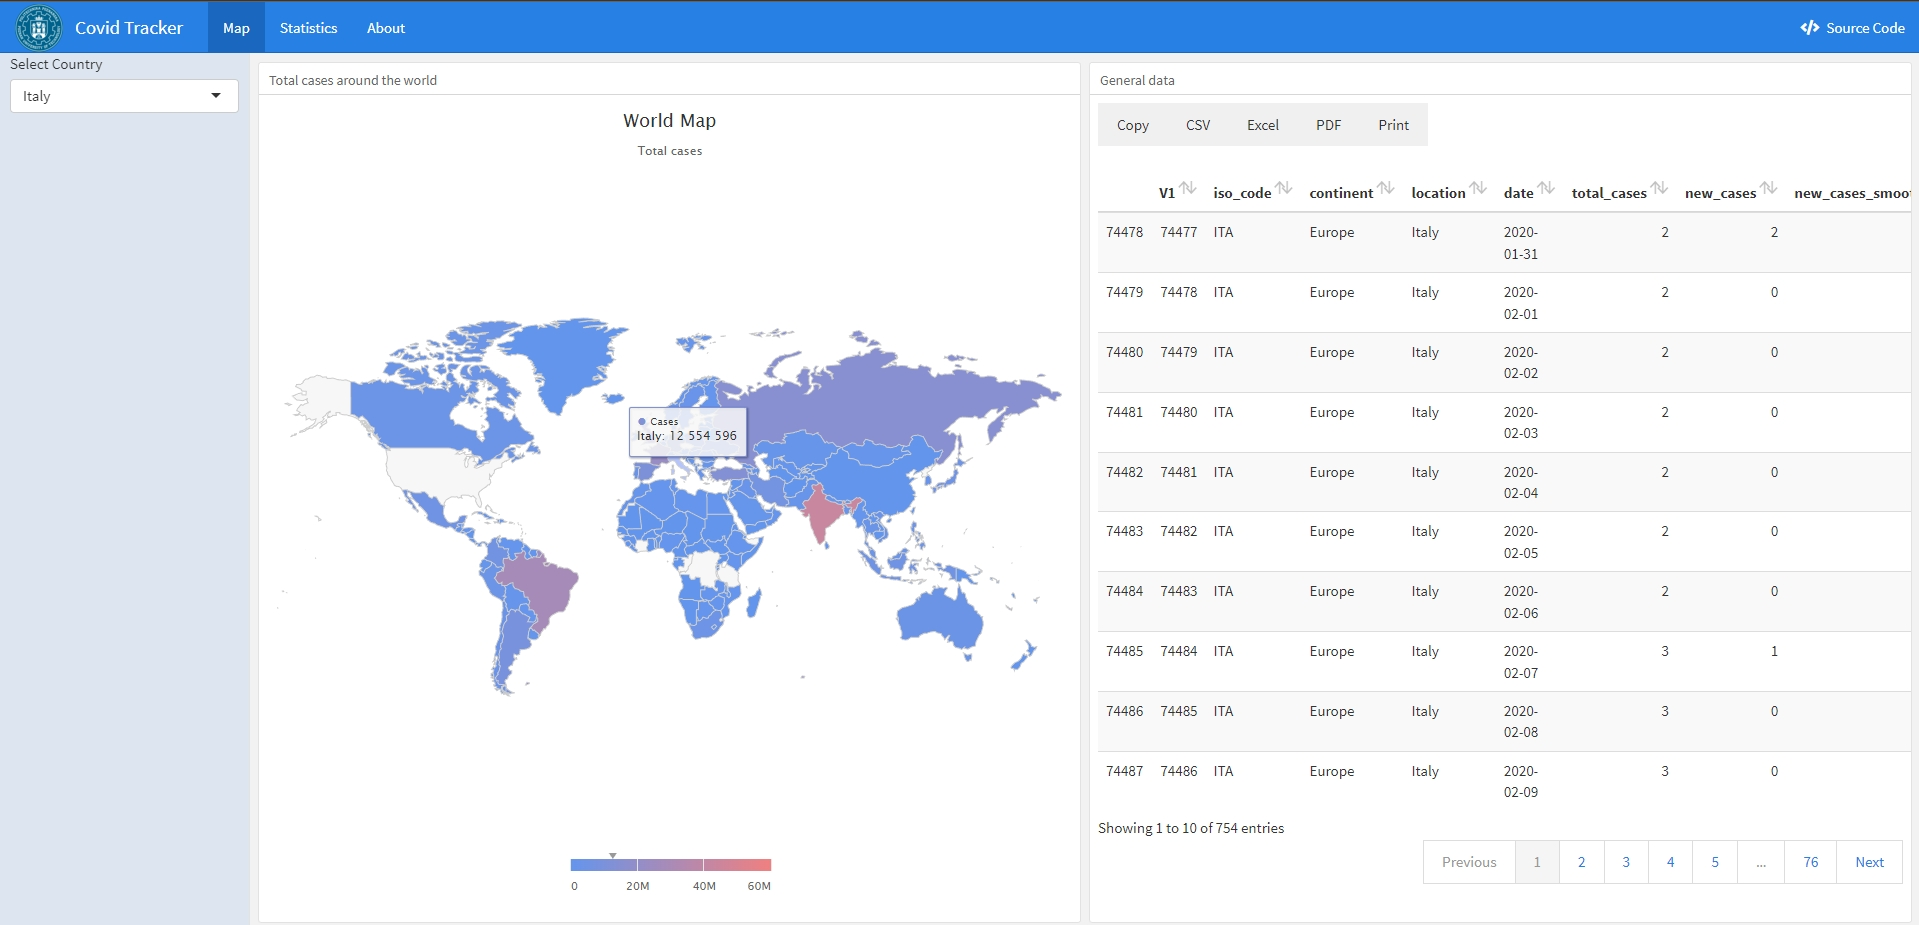 Covid Tracker Map Statistics About Source Code
Select Country
Italy
Total cases around the world
World Map
Total cases
Cases
Italy: 12 554 596
0 20M 40M 60M
General data
Copy CSV Excel PDF Print
V1 iso_code continent location date total_cases new_cases new_cases_smoo
74478 74477 ITA Europe Italy 2020-01-31 2 2
74479 74478 ITA Europe Italy 2020-02-01 2 0
74480 74479 ITA Europe Italy 2020-02-02 2 0
74481 74480 ITA Europe Italy 2020-02-03 2 0
74482 74481 ITA Europe Italy 2020-02-04 2 0
74483 74482 ITA Europe Italy 2020-02-05 2 0
74484 74483 ITA Europe Italy 2020-02-06 2 0
74485 74484 ITA Europe Italy 2020-02-07 3 1
74486 74485 ITA Europe Italy 2020-02-08 3 0
74487 74486 ITA Europe Italy 2020-02-09 3 0
Showing 1 to 10 of 754 entries
Previous 1 2 3 4 5 ... 76 Next